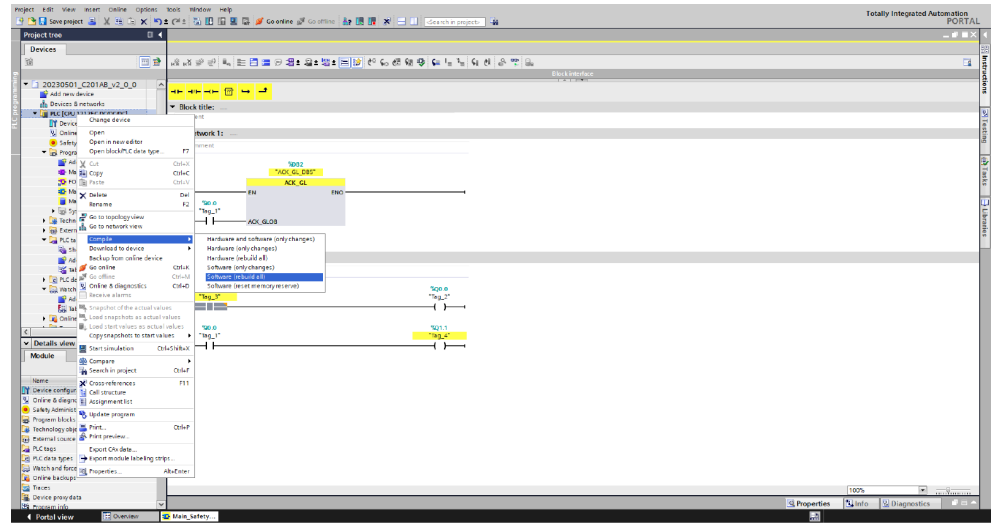 Project Edit View Insert Online Options Tools Window Help
Totally Integrated Automation
PORTAL
Save project
Go online
Go offline
<Search in project>
Project tree
Devices
Block interface
20230501_C201AB_v2_0_0
Add new device
Devices & networks
Block title: ...
Network 1: ...
Change device
Open
Open in new editor
Open block/PLC data type... F7
Cut Ctrl+X
Copy Ctrl+C
Paste Ctrl+V
Delete Del
Rename F2
Go to topology view
Go to network view
Compile
Download to device
Backup from online device
Go online Ctrl+K
Go offline Ctrl+M
Online & diagnostics Ctrl+D
Receive alarms
Snapshot of the actual values
Load snapshots as actual values
Load start values as actual values
Copy snapshots to start values
Start simulation Ctrl+Shift+X
Compare
Search in project Ctrl+F
Cross-references F11
Call structure
Assignment list
Update program
Print... Ctrl+P
Print preview...
Export CAx data...
Export module labeling strips...
Properties... Alt+Enter
Hardware and software (only changes)
Hardware (only changes)
Hardware (rebuild all)
Software (only changes)
Software (rebuild all)
Software (reset memory reserve)
%DB2
"ACK_GL_DB5"
ACK_GL
EN ENO
"Tag_1"
ACK_GLOB
"Tag_3"
%Q0.0
"Tag_2"
"Tag_1"
%Q1.1
"Tag_4"
Details view
Module
Name
Device configur
Online & diagno
Safety Administ
Program blocks
Technology obje
External source
PLC tags
PLC data types
Watch and force
Online backups
Traces
Device proxy data
Program info
100%
Properties Info Diagnostics
Portal view Overview Main_Safety...
PLC programming
Instructions
Testing
Tasks
Libraries